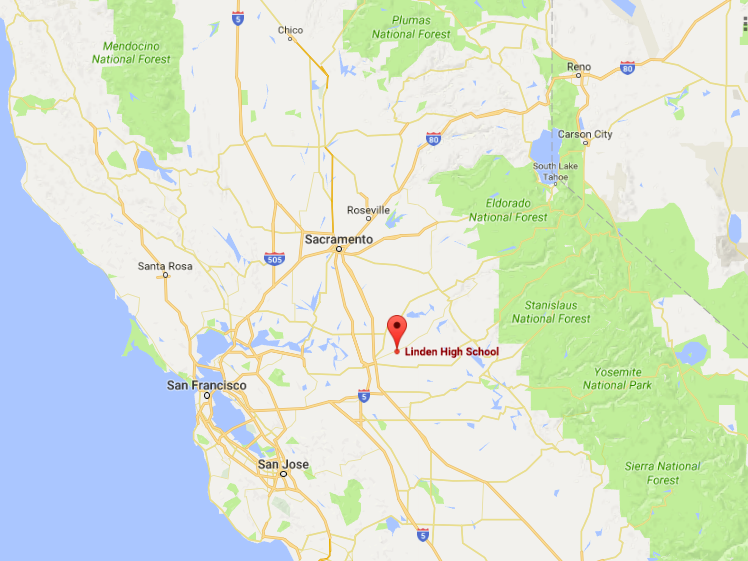 5
Chico
Plumas
National Forest
Mendocino
National Forest
Reno
80
80
Carson City
South Lake
Tahoe
Eldorado
National Forest
Roseville
Sacramento
505
Santa Rosa
Stanislaus
National Forest
Linden High School
Yosemite
National Park
San Francisco
5
San Jose
Sierra National
Forest
5